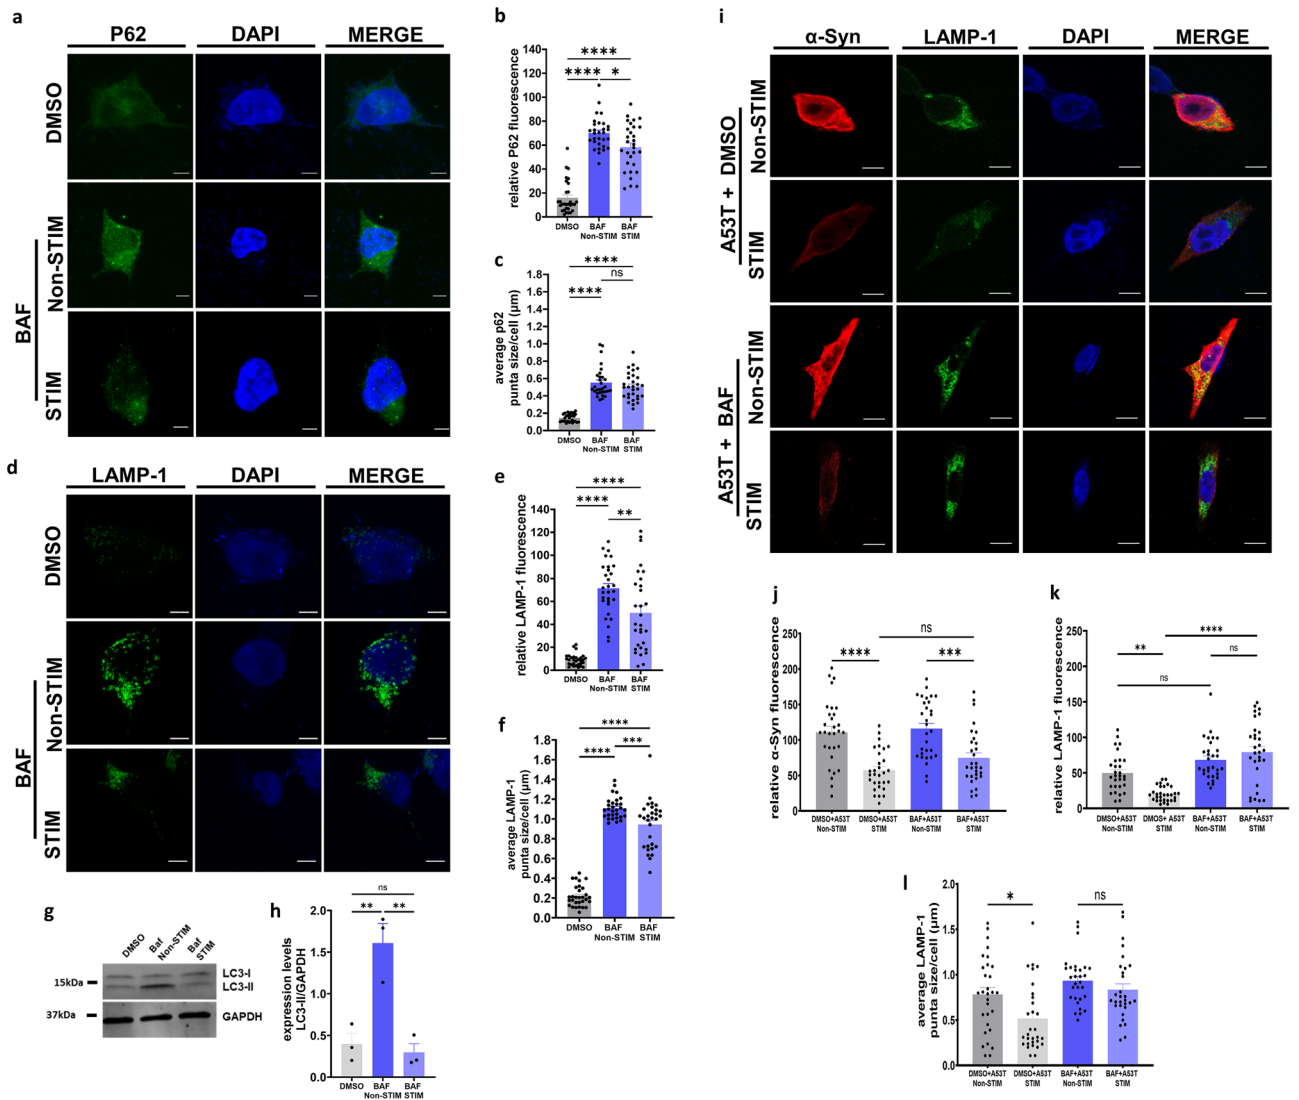 a
P62 DAPI MERGE
DMSO
BAF
Non-STIM
STIM
b
relative P62 fluorescence
140
120
100
80
60
40
20
0
****
**** *
DMSO BAF Non-STIM BAF STIM
c
average p62
punta size/cell (μm)
1.8
1.6
1.4
1.2
1.0
0.8
0.6
0.4
0.2
0.0
****
ns
****
DMSO BAF Non-STIM BAF STIM
d
LAMP-1 DAPI MERGE
DMSO
BAF
Non-STIM
STIM
e
relative LAMP-1 fluorescence
140
120
100
80
60
40
20
0
****
**** **
DMSO BAF Non-STIM BAF STIM
f
average LAMP-1
punta size/cell (μm)
1.8
1.6
1.4
1.2
1.0
0.8
0.6
0.4
0.2
0.0
****
**** ***
DMSO BAF Non-STIM BAF STIM
g
DMSO
Baf Non-STIM
Baf STIM
15kDa
37kDa
LC3-I
LC3-II
GAPDH
h
expression levels
LC3-II/GAPDH
2.0
1.5
1.0
0.5
0.0
ns
** **
DMSO BAF Non-STIM BAF STIM
i
α-Syn LAMP-1 DAPI MERGE
A53T + DMSO
Non-STIM
STIM
A53T + BAF
Non-STIM
STIM
j
relative α-Syn fluorescence
250
200
150
100
50
0
ns
**** ***
DMSO+A53T Non-STIM DMSO+A53T STIM BAF+A53T Non-STIM BAF+A53T STIM
k
relative LAMP-1 fluorescence
250
200
150
100
50
0
****
** ns
ns
DMSO+A53T Non-STIM DMOS+ A53T STIM BAF+A53T Non-STIM BAF+A53T STIM
l
average LAMP-1
punta size/cell (μm)
2.0
1.5
1.0
0.5
0.0
* ns
DMSO+A53T Non-STIM DMSO+A53T STIM BAF+A53T Non-STIM BAF+A53T STIM